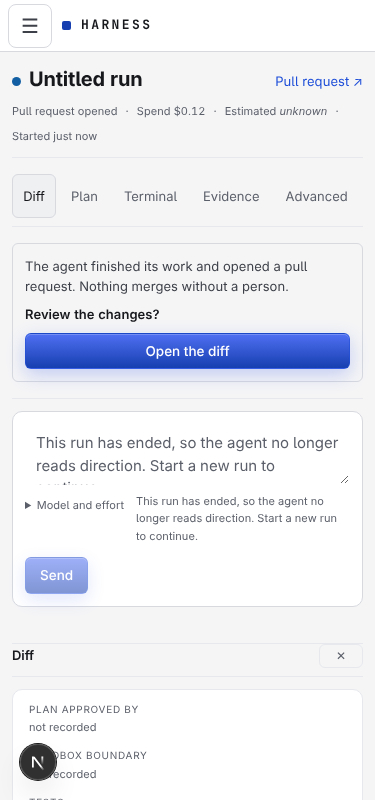 ☰ HARNESS
Untitled run
Pull request ↗
Pull request opened · Spend $0.12 · Estimated unknown ·
Started just now
Diff Plan Terminal Evidence Advanced
The agent finished its work and opened a pull
request. Nothing merges without a person.
Review the changes?
Open the diff
This run has ended, so the agent no longer
reads direction. Start a new run to
▶ Model and effort
This run has ended, so the agent no
longer reads direction. Start a new run
to continue.
Send
Diff ×
PLAN APPROVED BY
not recorded
BOUNDARY
N